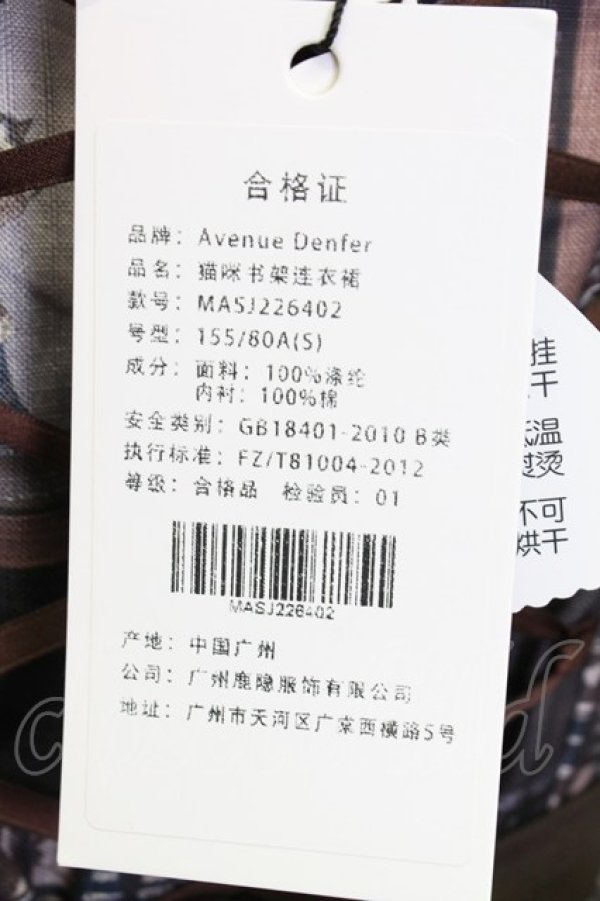 合格证
品牌：Avenue Denfer
品名：猫咪书架连衣裙
款号：MASJ226402
号型：155/80A(S)
成分：面料：100%涤纶
内衬：100%棉
安全类别：GB18401-2010 B类
执行标准：FZ/T81004-2012
等级：合格品 检验员：01
MASJ226402
产地：中国广州
公司：广州鹿隐服饰有限公司
地址：广州市天河区广棠西横路5号
挂
干
低温
过烫
不可
烘干